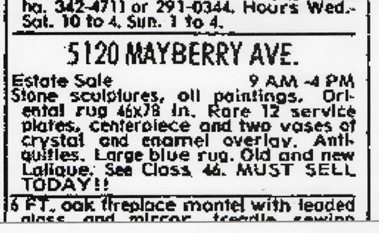 ha. 342-4711 or 291-0344. Hours Wed.-
Sat. 10 to 4. Sun. 1 to 4.
5120 MAYBERRY AVE.
Estate Sale 9 AM-4 PM
Stone sculptures, oil paintings, Ori-
ental rug 46x78 in. Rare 12 service
plates, centerpiece and two vases of
crystal and enamel overlay. Anti-
quities. Large blue rug. Old and new
Lalique. See Class. 46. MUST SELL
TODAY!!
6 FT., oak fireplace mantel with leaded
glass and mirror, treadle sewing